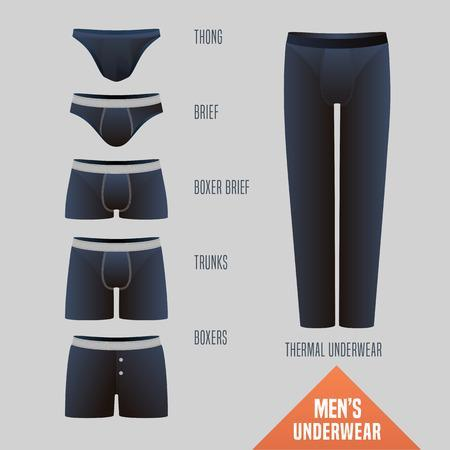 THONG
BRIEF
BOXER BRIEF
TRUNKS
BOXERS
THERMAL UNDERWEAR
MEN'S
UNDERWEAR